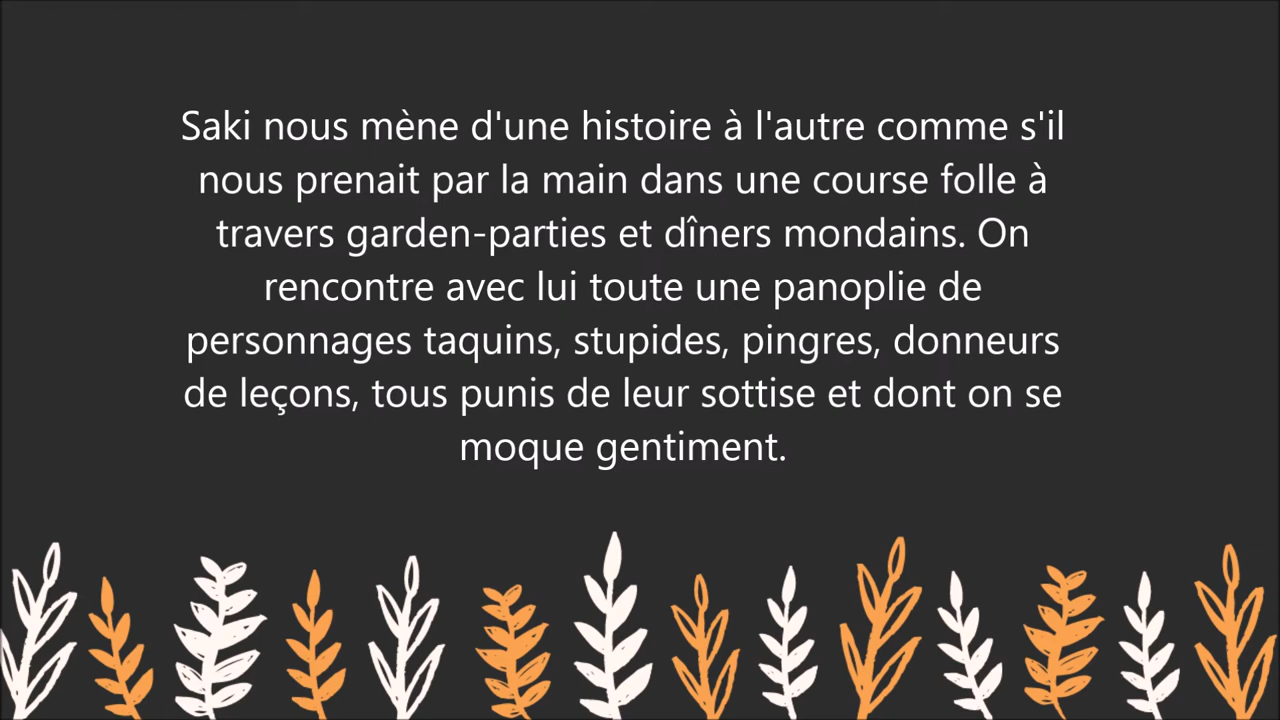 Saki nous mène d'une histoire à l'autre comme s'il
nous prenait par la main dans une course folle à
travers garden-parties et dîners mondains. On
rencontre avec lui toute une panoplie de
personnages taquins, stupides, pingres, donneurs
de leçons, tous punis de leur sottise et dont on se
moque gentiment.